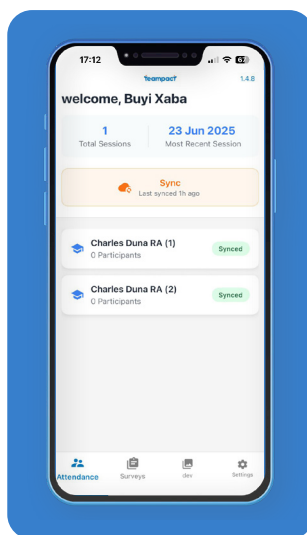 17:12
67
Teampact
1.4.8
welcome, Buyi Xaba
1
23 Jun 2025
Total Sessions
Most Recent Session
Sync
Last synced 1h ago
Charles Duna RA (1)
0 Participants
Synced
Charles Duna RA (2)
0 Participants
Synced
Attendance
Surveys
dev
Settings